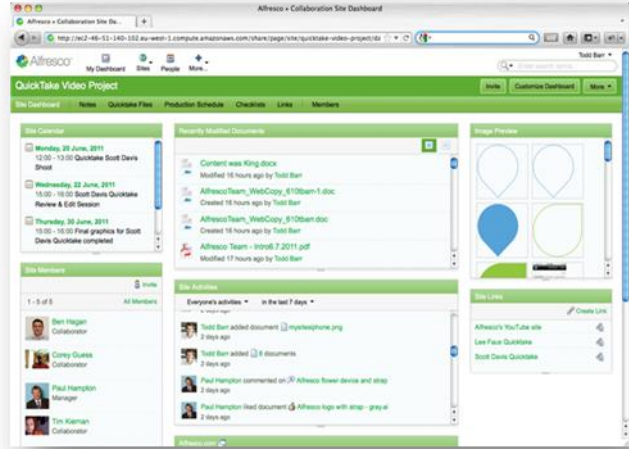 Alfresco » Collaboration Site Dashboard
Alfresco » Collaboration Site Da...
http://ec2-46-51-140-102.eu-west-1.compute.amazonaws.com/share/page/site/quicktake-video-project/da
Todd Barr
Alfresco
My Dashboard
Sites
People
More...
QuickTake Video Project
Invite
Customize Dashboard
More
Site Dashboard
Notes
Quicktake Files
Production Schedule
Checklists
Links
Members
Site Calendar
Monday, 20 June, 2011
12:00 - 13:00 Quicktake Scott Davis
Shoot
Wednesday, 22 June, 2011
Quicktake Scott Davis
Review & Edit Session
Thursday, 30 June, 2011
Final graphics for Scott
Davis Quicktake completed
Site Members
Invite
1 - 5 of 5
All Members
Ben Hagan
Collaborator
Corey Guess
Collaborator
Paul Hampton
Manager
Tim Kiernan
Collaborator
Recently Modified Documents
Content was King.docx
Modified 16 hours ago by Todd Barr
AlfrescoTeam_WebCopy_610tbarr-1.doc
Created 16 hours ago by Todd Barr
AlfrescoTeam_WebCopy_610tbarr.doc
Created 16 hours ago by Todd Barr
Alfresco Team - Intro6.7.2011.pdf
Modified 17 hours ago by Todd Barr
Site Activities
Everyone's activities
in the last 7 days
Todd Barr added document mysitesiphone.png
2 days ago
Todd Barr added 8 documents
2 days ago
Paul Hampton commented on Alfresco flower device and strap
2 days ago
Paul Hampton liked document Alfresco logo with strap - grey.ai
2 days ago
Alfresco.com
Image Preview
Site Links
Create Link
Alfresco's YouTube site
Lee Faus Quicktake
Scott Davis Quicktake